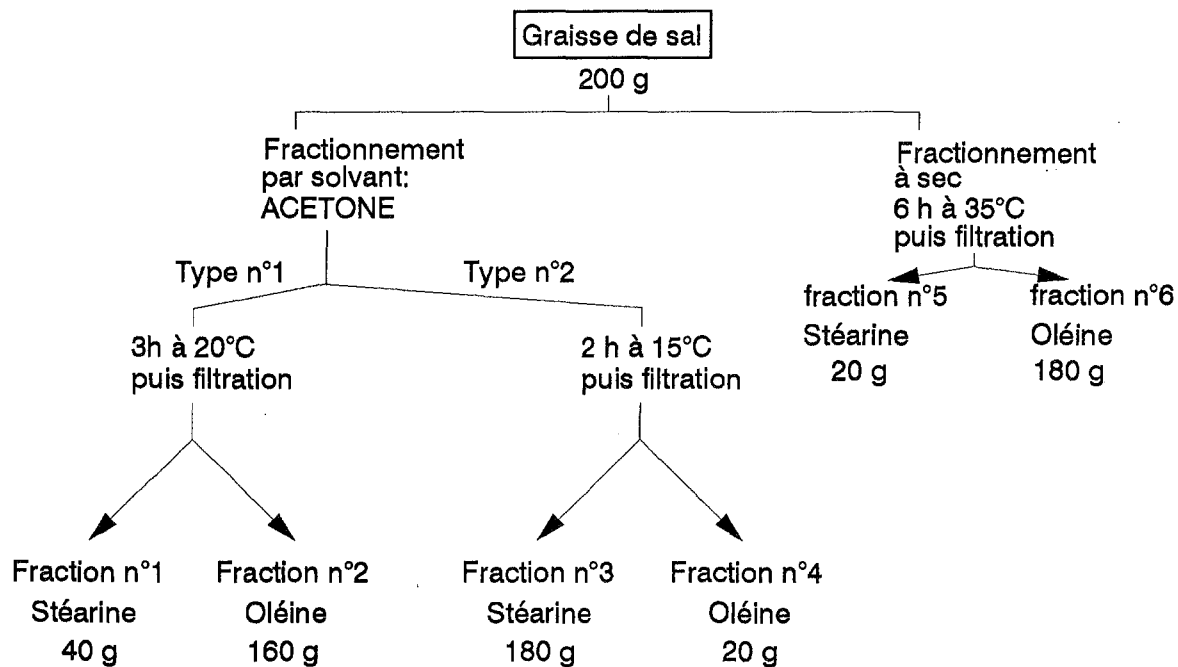 Graisse de sal
200 g
Fractionnement
par solvant:
ACETONE
Type n°1
Type n°2
3h à 20°C
puis filtration
2 h à 15°C
puis filtration
Fraction n°1
Stéarine
40 g
Fraction n°2
Oléine
160 g
Fraction n°3
Stéarine
180 g
Fraction n°4
Oléine
20 g
Fractionnement
à sec
6 h à 35°C
puis filtration
fraction n°5
Stéarine
20 g
fraction n°6
Oléine
180 g